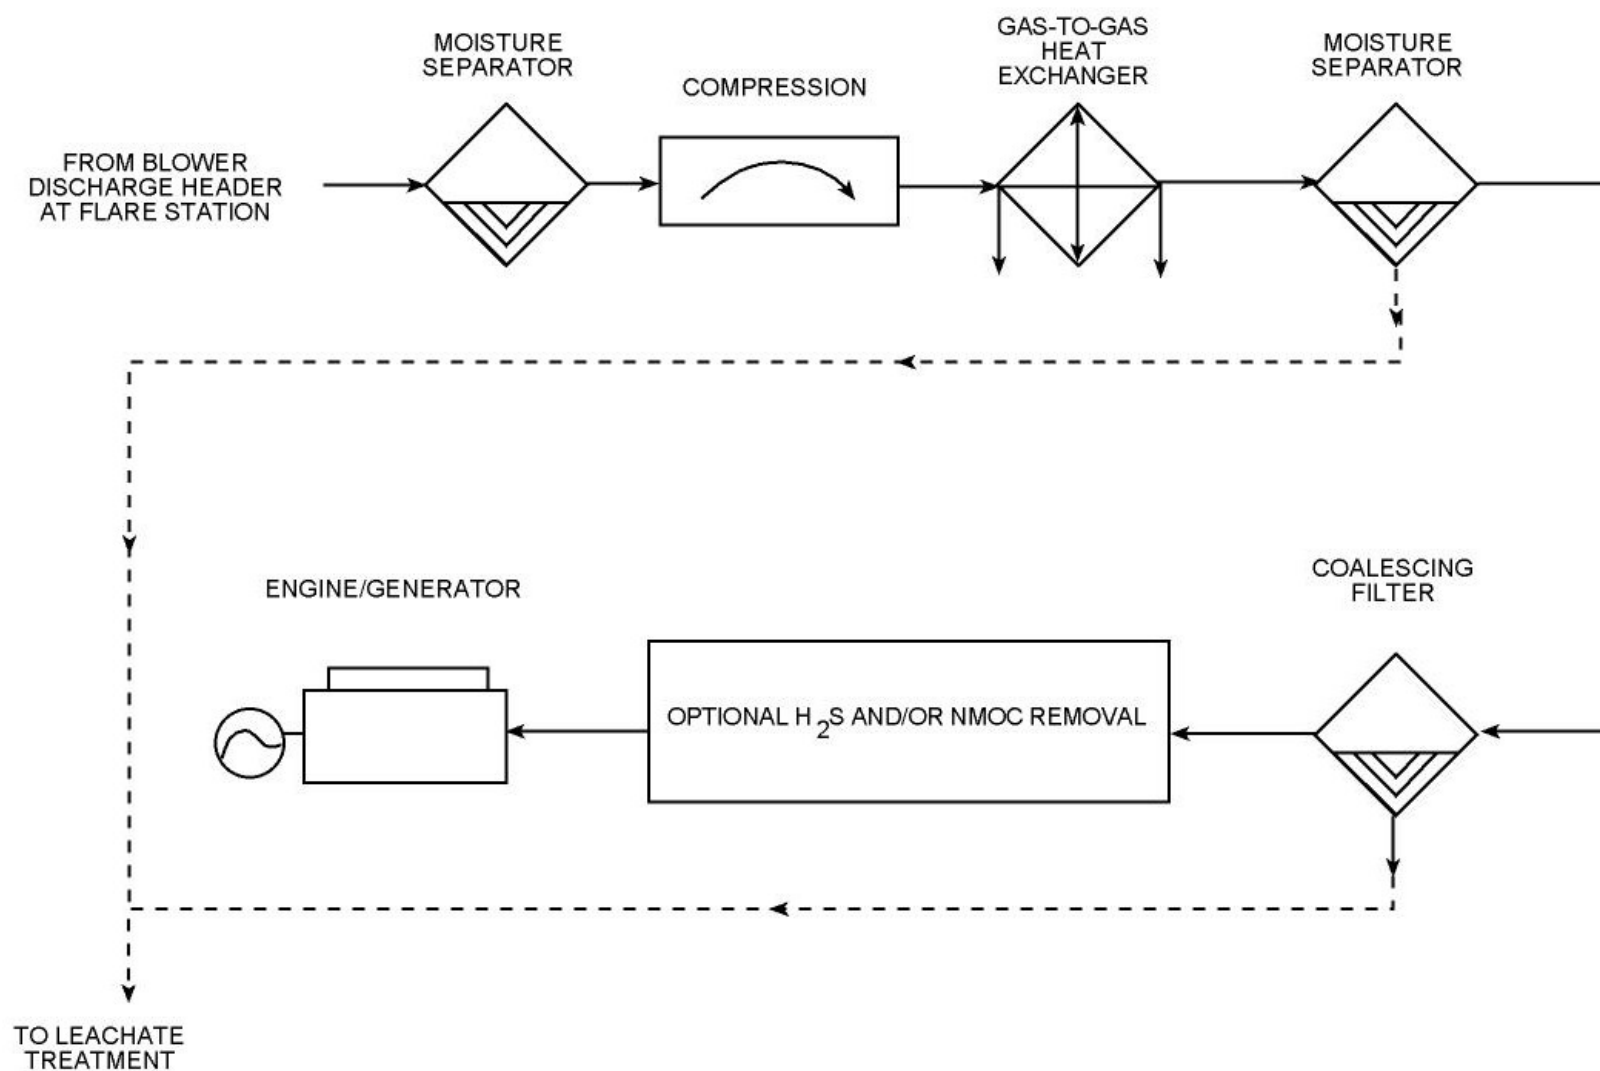 MOISTURE
SEPARATOR
COMPRESSION
GAS-TO-GAS
HEAT
EXCHANGER
MOISTURE
SEPARATOR
FROM BLOWER
DISCHARGE HEADER
AT FLARE STATION
ENGINE/GENERATOR
COALESCING
FILTER
OPTIONAL H2S AND/OR NMOC REMOVAL
TO LEACHATE
TREATMENT